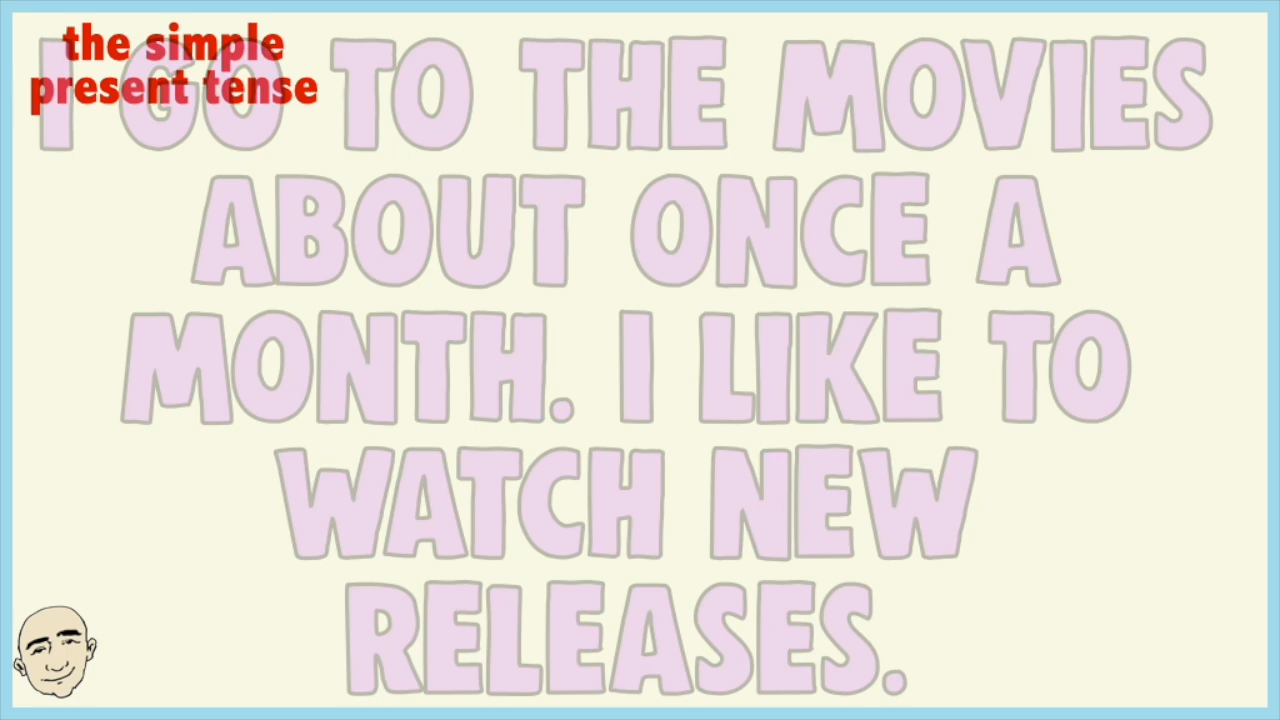 the simple
present tense
I GO TO THE MOVIES
ABOUT ONCE A
MONTH. I LIKE TO
WATCH NEW
RELEASES.